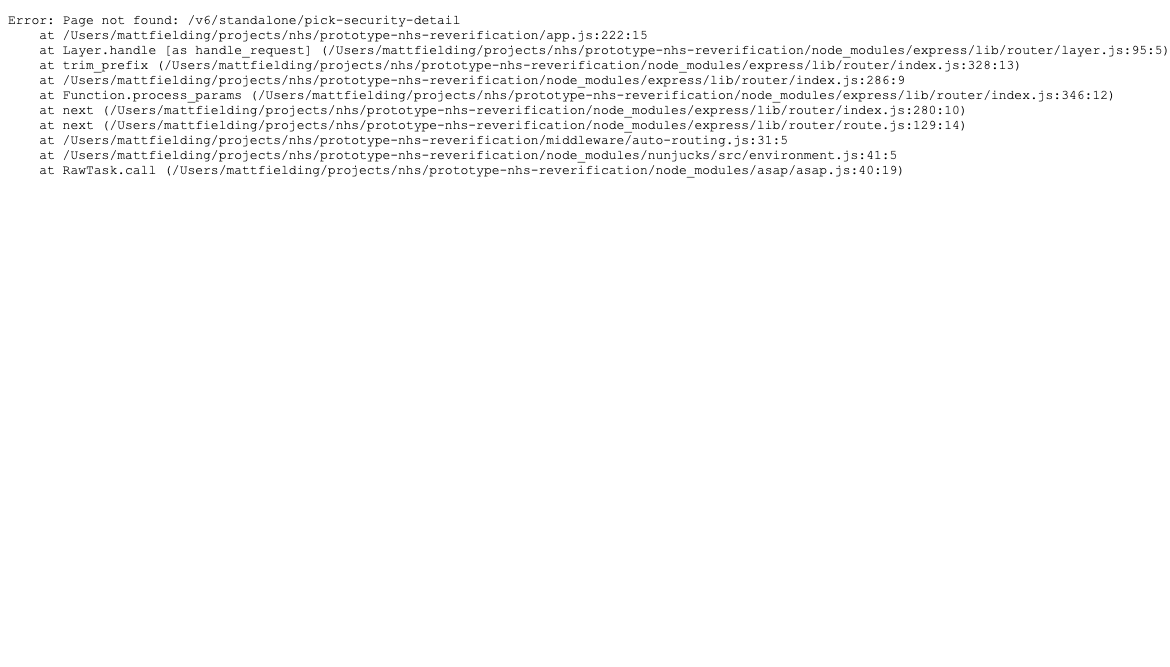 Error: Page not found: /v6/standalone/pick-security-detail
at /Users/mattfielding/projects/nhs/prototype-nhs-reverification/app.js:222:15
at Layer.handle [as handle_request] (/Users/mattfielding/projects/nhs/prototype-nhs-reverification/node_modules/express/lib/router/layer.js:95:5)
at trim_prefix (/Users/mattfielding/projects/nhs/prototype-nhs-reverification/node_modules/express/lib/router/index.js:328:13)
at /Users/mattfielding/projects/nhs/prototype-nhs-reverification/node_modules/express/lib/router/index.js:286:9
at Function.process_params (/Users/mattfielding/projects/nhs/prototype-nhs-reverification/node_modules/express/lib/router/index.js:346:12)
at next (/Users/mattfielding/projects/nhs/prototype-nhs-reverification/node_modules/express/lib/router/index.js:280:10)
at next (/Users/mattfielding/projects/nhs/prototype-nhs-reverification/node_modules/express/lib/router/route.js:129:14)
at /Users/mattfielding/projects/nhs/prototype-nhs-reverification/middleware/auto-routing.js:31:5
at /Users/mattfielding/projects/nhs/prototype-nhs-reverification/node_modules/nunjucks/src/environment.js:41:5
at RawTask.call (/Users/mattfielding/projects/nhs/prototype-nhs-reverification/node_modules/asap/asap.js:40:19)